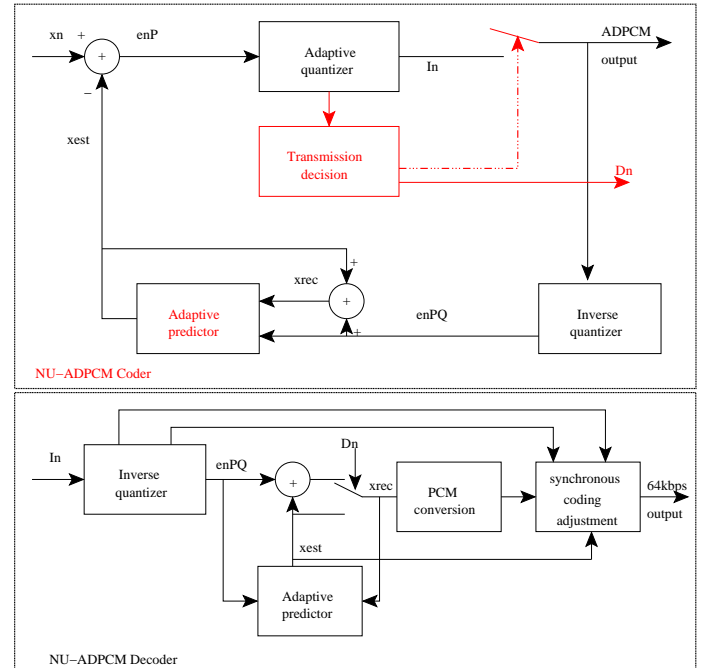 xn
+
enP
+
−
Adaptive
quantizer
In
ADPCM
output
xest
Transmission
decision
Dn
+
xrec
+
Adaptive
predictor
+
enPQ
Inverse
quantizer
NU−ADPCM Coder
In
Inverse
quantizer
enPQ
+
Dn
xrec
PCM
conversion
synchronous
coding
adjustment
64kbps
output
xest
Adaptive
predictor
NU−ADPCM Decoder